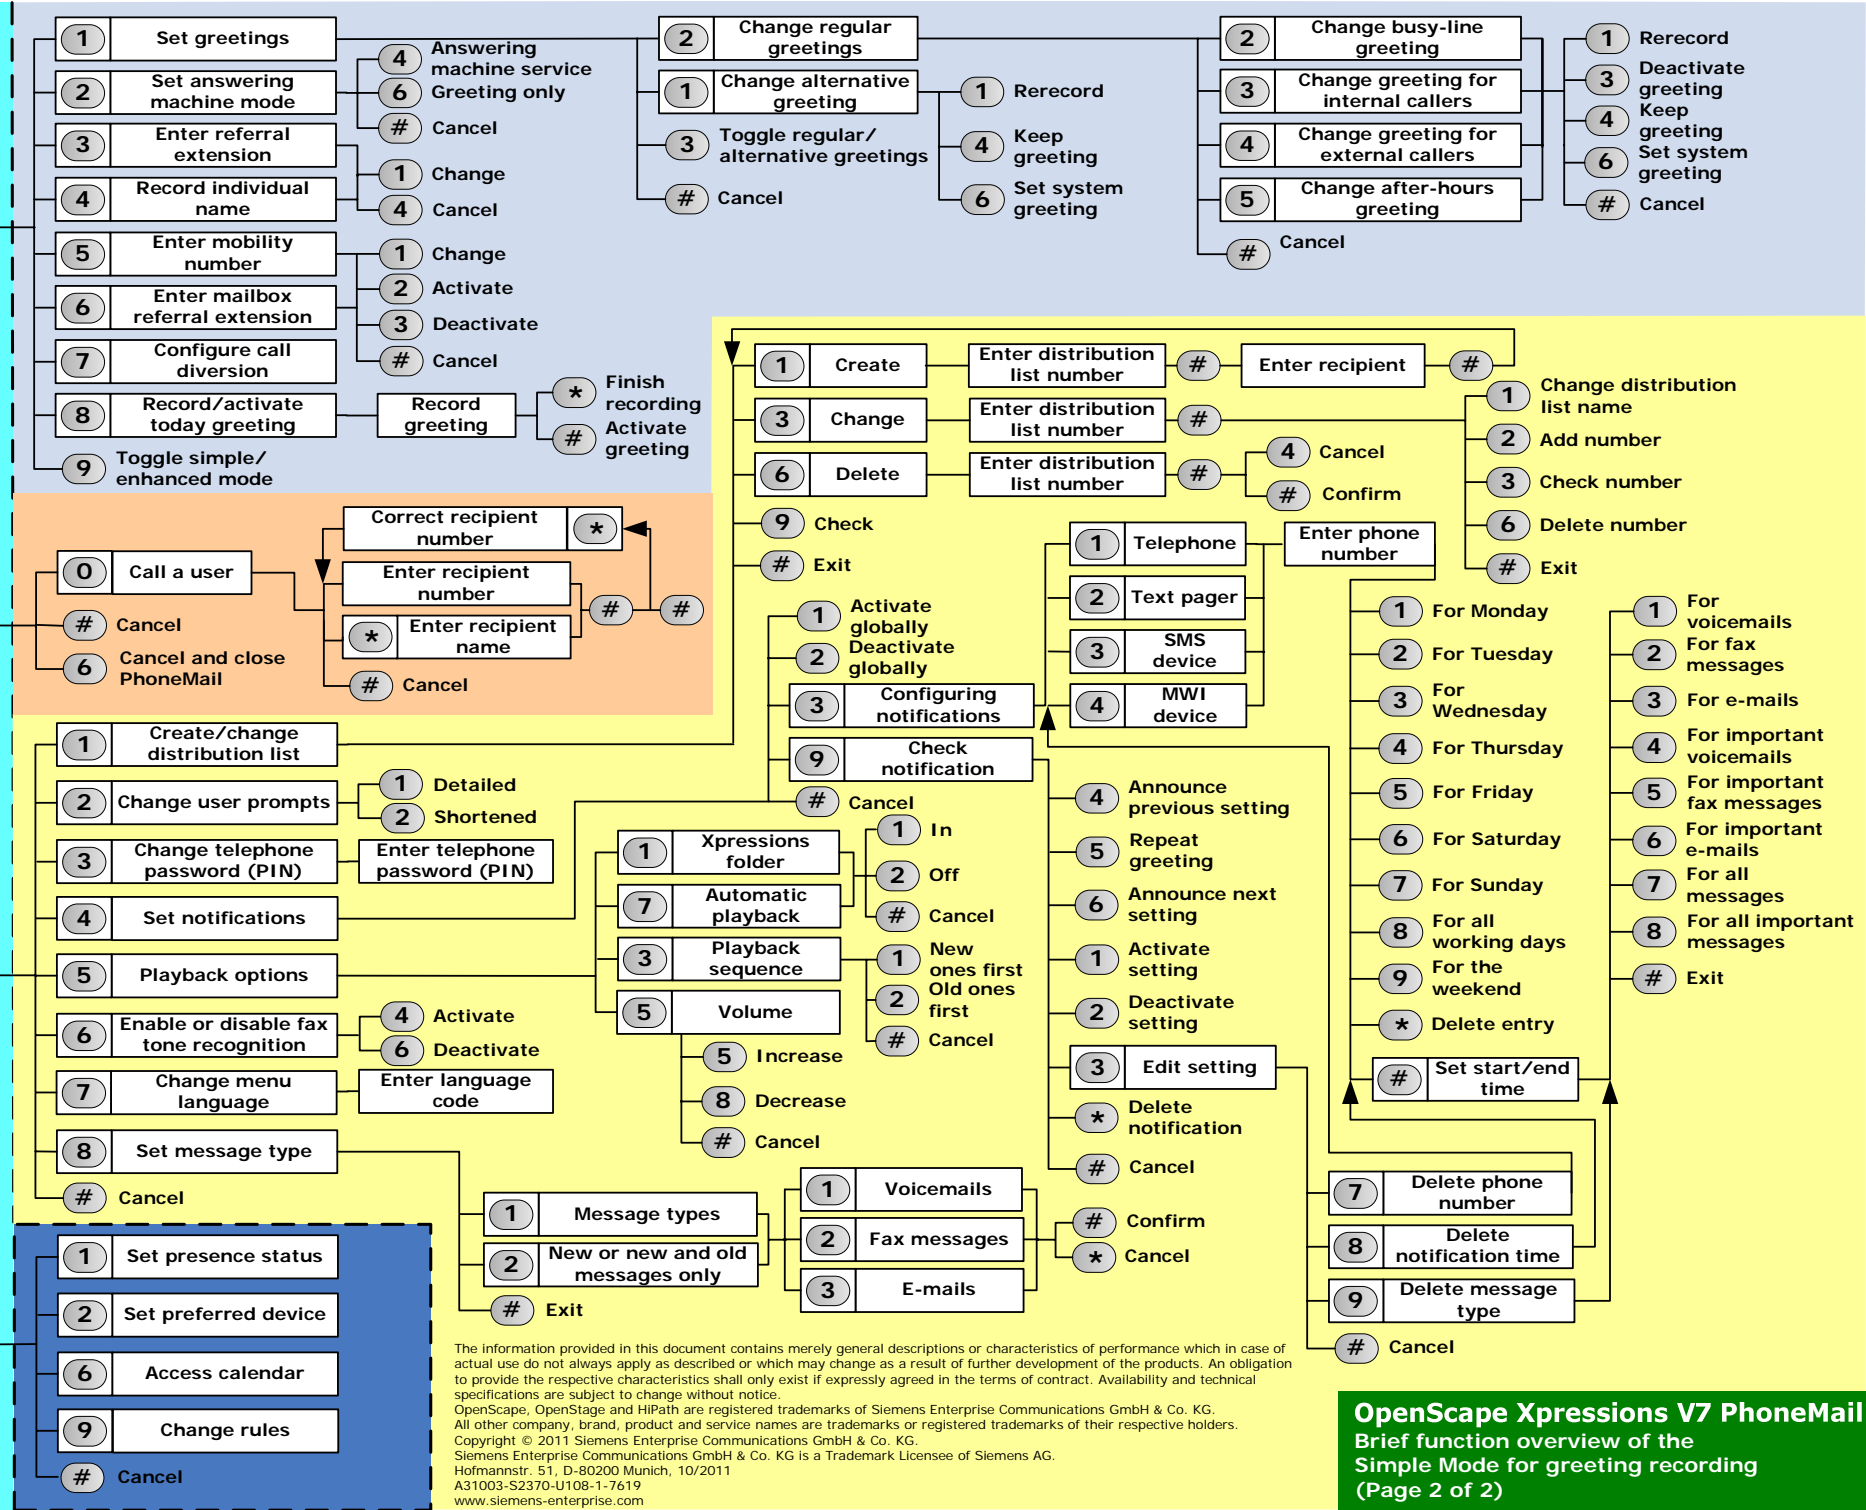 1 Set greetings
2 Set answering
machine mode
3 Enter referral
extension
4 Record individual
name
5 Enter mobility
number
6 Enter mailbox
referral extension
7 Configure call
diversion
8 Record/activate
today greeting
9 Toggle simple/
enhanced mode
4 Answering
machine service
6 Greeting only
# Cancel
1 Change
4 Cancel
1 Change
2 Activate
3 Deactivate
# Cancel
Record
greeting
* Finish
recording
# Activate
greeting
2 Change regular
greetings
1 Change alternative
greeting
3 Toggle regular/
alternative greetings
# Cancel
1 Rerecord
4 Keep
greeting
6 Set system
greeting
2 Change busy-line
greeting
3 Change greeting for
internal callers
4 Change greeting for
external callers
5 Change after-hours
greeting
# Cancel
1 Rerecord
3 Deactivate
greeting
4 Keep
greeting
6 Set system
greeting
# Cancel
0 Call a user
# Cancel
6 Cancel and close
PhoneMail
Correct recipient
number *
Enter recipient
number
* Enter recipient
name
# Cancel
# #
1 Create
Enter distribution
list number
#
Enter recipient
#
3 Change
Enter distribution
list number
#
6 Delete
Enter distribution
list number
#
4 Cancel
# Confirm
9 Check
# Exit
1 Change distribution
list name
2 Add number
3 Check number
6 Delete number
# Exit
1 Create/change
distribution list
2 Change user prompts
1 Detailed
2 Shortened
3 Change telephone
password (PIN)
Enter telephone
password (PIN)
4 Set notifications
5 Playback options
6 Enable or disable fax
tone recognition
4 Activate
6 Deactivate
7 Change menu
language
Enter language
code
8 Set message type
# Cancel
1 Activate
globally
2 Deactivate
globally
3 Configuring
notifications
9 Check
notification
# Cancel
1 Telephone
2 Text pager
3 SMS
device
4 MWI
device
Enter phone
number
1 For Monday
2 For Tuesday
3 For
Wednesday
4 For Thursday
5 For Friday
6 For Saturday
7 For Sunday
8 For all
working days
9 For the
weekend
* Delete entry
# Set start/end
time
1 For
voicemails
2 For fax
messages
3 For e-mails
4 For important
voicemails
5 For important
fax messages
6 For important
e-mails
7 For all
messages
8 For all important
messages
# Exit
1 Xpressions
folder
7 Automatic
playback
3 Playback
sequence
5 Volume
1 In
2 Off
# Cancel
1 New
ones first
2 Old ones
first
# Cancel
5 Increase
8 Decrease
# Cancel
4 Announce
previous setting
5 Repeat
greeting
6 Announce next
setting
1 Activate
setting
2 Deactivate
setting
3 Edit setting
* Delete
notification
# Cancel
7 Delete phone
number
8 Delete
notification time
9 Delete message
type
# Cancel
1 Message types
2 New or new and old
messages only
# Exit
1 Voicemails
2 Fax messages
3 E-mails
# Confirm
* Cancel
1 Set presence status
2 Set preferred device
6 Access calendar
9 Change rules
# Cancel
The information provided in this document contains merely general descriptions or characteristics of performance which in case of
actual use do not always apply as described or which may change as a result of further development of the products. An obligation
to provide the respective characteristics shall only exist if expressly agreed in the terms of contract. Availability and technical
specifications are subject to change without notice.
OpenScape, OpenStage and HiPath are registered trademarks of Siemens Enterprise Communications GmbH & Co. KG.
All other company, brand, product and service names are trademarks or registered trademarks of their respective holders.
Copyright © 2011 Siemens Enterprise Communications GmbH & Co. KG.
Siemens Enterprise Communications GmbH & Co. KG is a Trademark Licensee of Siemens AG.
Hofmannstr. 51, D-80200 Munich, 10/2011
A31003-S2370-U108-1-7619
www.siemens-enterprise.com
OpenScape Xpressions V7 PhoneMail
Brief function overview of the
Simple Mode for greeting recording
(Page 2 of 2)